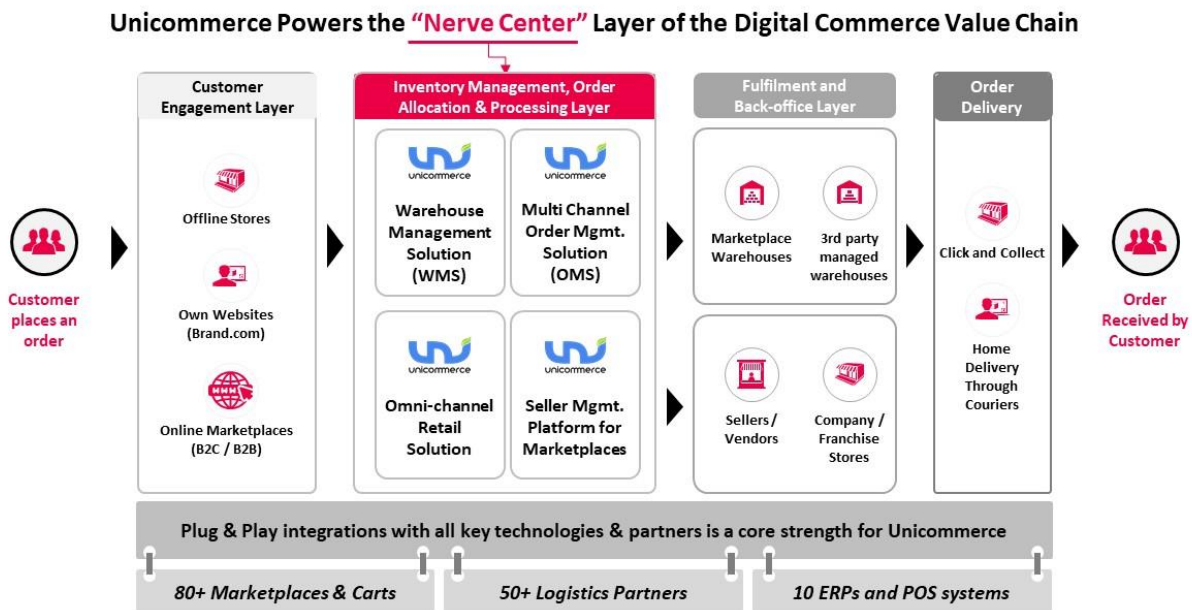 Unicommerce Powers the “Nerve Center” Layer of the Digital Commerce Value Chain
Customer
places an
order
Customer
Engagement Layer
Offline Stores
Own Websites
(Brand.com)
WWW
Online Marketplaces
(B2C / B2B)
Inventory Management, Order
Allocation & Processing Layer
uni
unicommerce
Warehouse
Management
Solution
(WMS)
uni
unicommerce
Multi Channel
Order Mgmt.
Solution
(OMS)
uni
unicommerce
Omni-channel
Retail
Solution
uni
unicommerce
Seller Mgmt.
Platform for
Marketplaces
Fulfilment and
Back-office Layer
Marketplace
Warehouses
3rd party
managed
warehouses
Sellers /
Vendors
Company /
Franchise
Stores
Order
Delivery
Click and Collect
Home
Delivery
Through
Couriers
Order
Received by
Customer
Plug & Play integrations with all key technologies & partners is a core strength for Unicommerce
80+ Marketplaces & Carts
50+ Logistics Partners
10 ERPs and POS systems